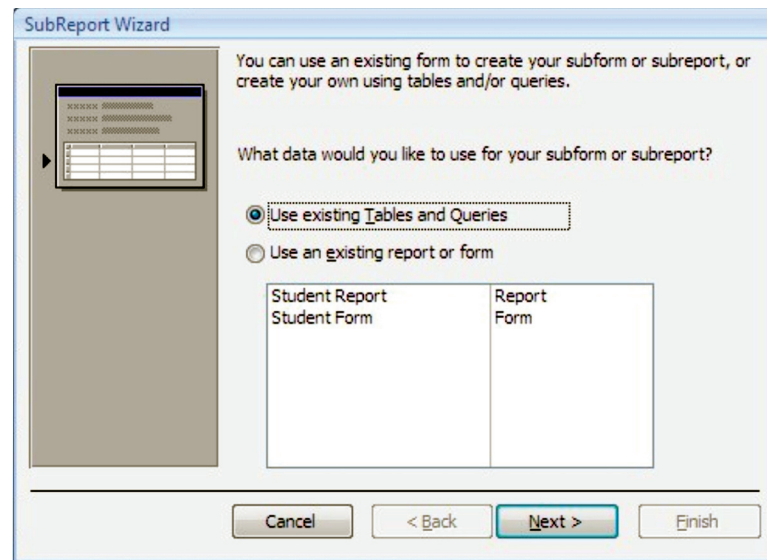 SubReport Wizard
You can use an existing form to create your subform or subreport, or
create your own using tables and/or queries.
What data would you like to use for your subform or subreport?
Use existing Tables and Queries
Use an existing report or form
Student Report Report
Student Form Form
Cancel < Back Next > Finish